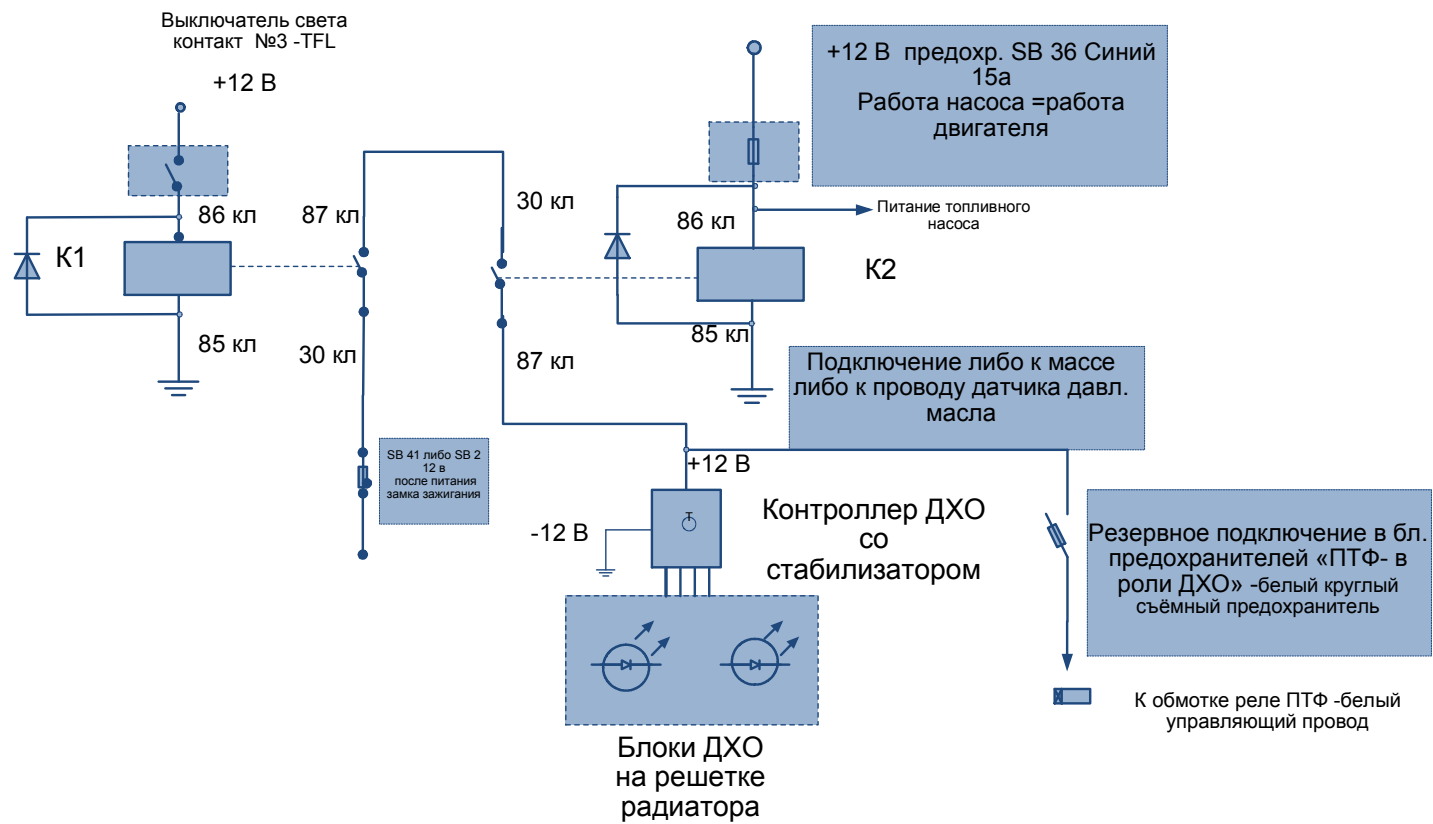 Выключатель света
контакт №3 -TFL
+12 В
+12 В предохр. SB 36 Синий
15а
Работа насоса =работа
двигателя
86 кл
87 кл
30 кл
86 кл
Питание топливного
насоса
К1
К2
85 кл
30 кл
87 кл
85 кл
Подключение либо к массе
либо к проводу датчика давл.
масла
SB 41 либо SB 2
12 в
после питания
замка зажигания
+12 В
-12 В
Т
Контроллер ДХО
со
стабилизатором
Резервное подключение в бл.
предохранителей «ПТФ- в
роли ДХО» -белый круглый
съёмный предохранитель
К обмотке реле ПТФ -белый
управляющий провод
Блоки ДХО
на решетке
радиатора